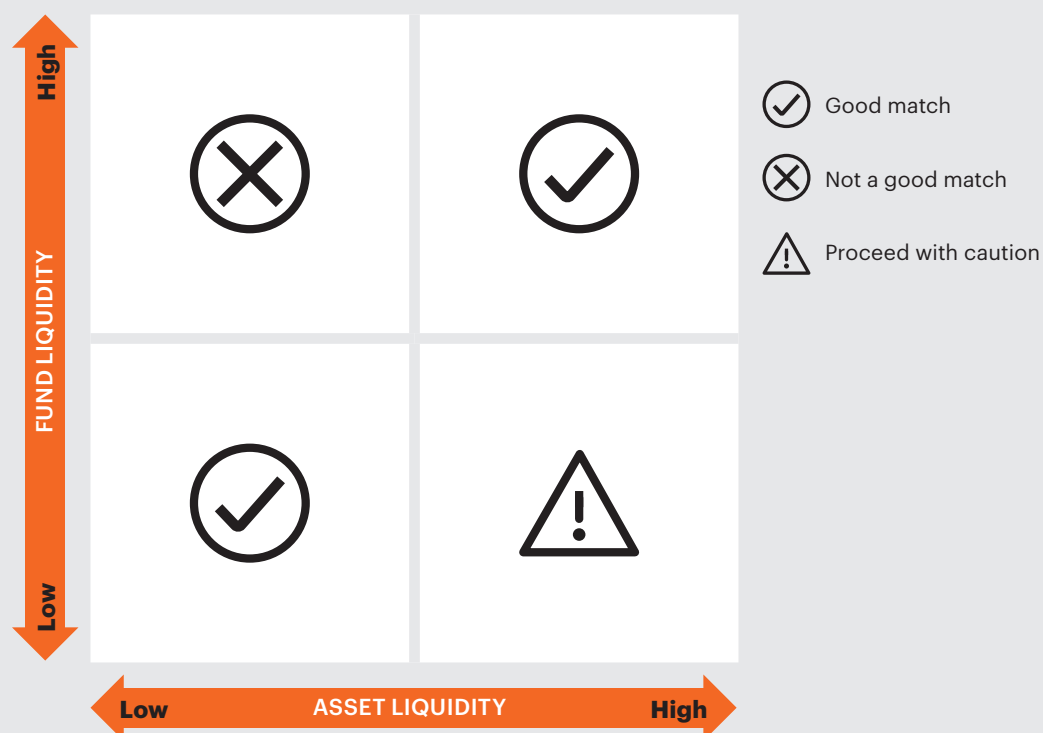 High
FUND LIQUIDITY
Low
Low
ASSET LIQUIDITY
High
Good match
Not a good match
Proceed with caution